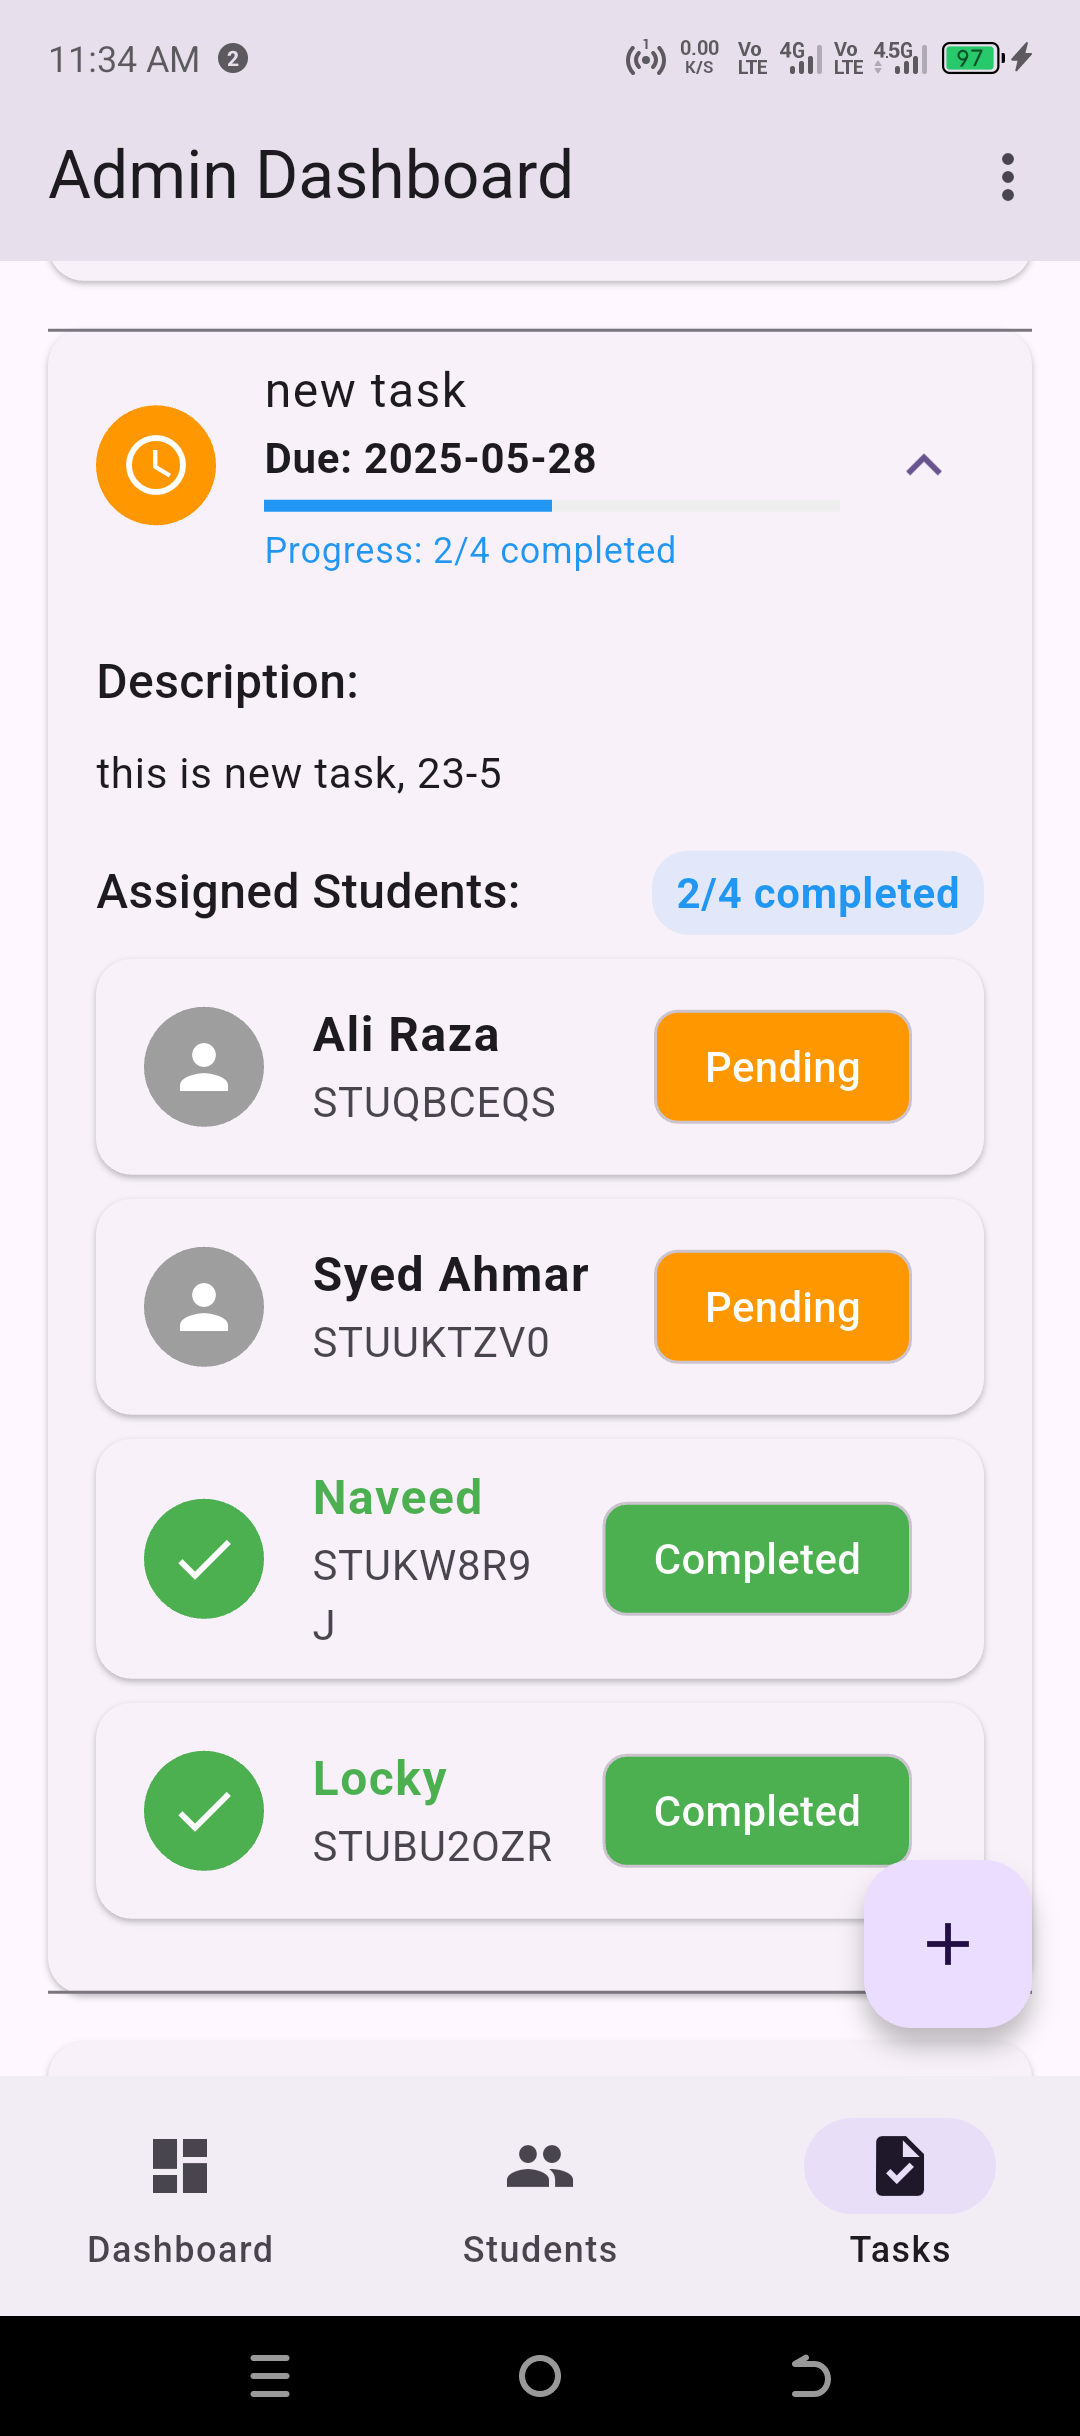 11:34 AM 2 1 0.00 K/S Vo LTE 4G Vo LTE 4.5G 97
Admin Dashboard
new task
Due: 2025-05-28
Progress: 2/4 completed
Description:
this is new task, 23-5
Assigned Students: 2/4 completed
Ali Raza
STUQBCEQS
Pending
Syed Ahmar
STUUKTZV0
Pending
Naveed
STUKW8R9
J
Completed
Locky
STUBU2OZR
Completed
Dashboard Students Tasks